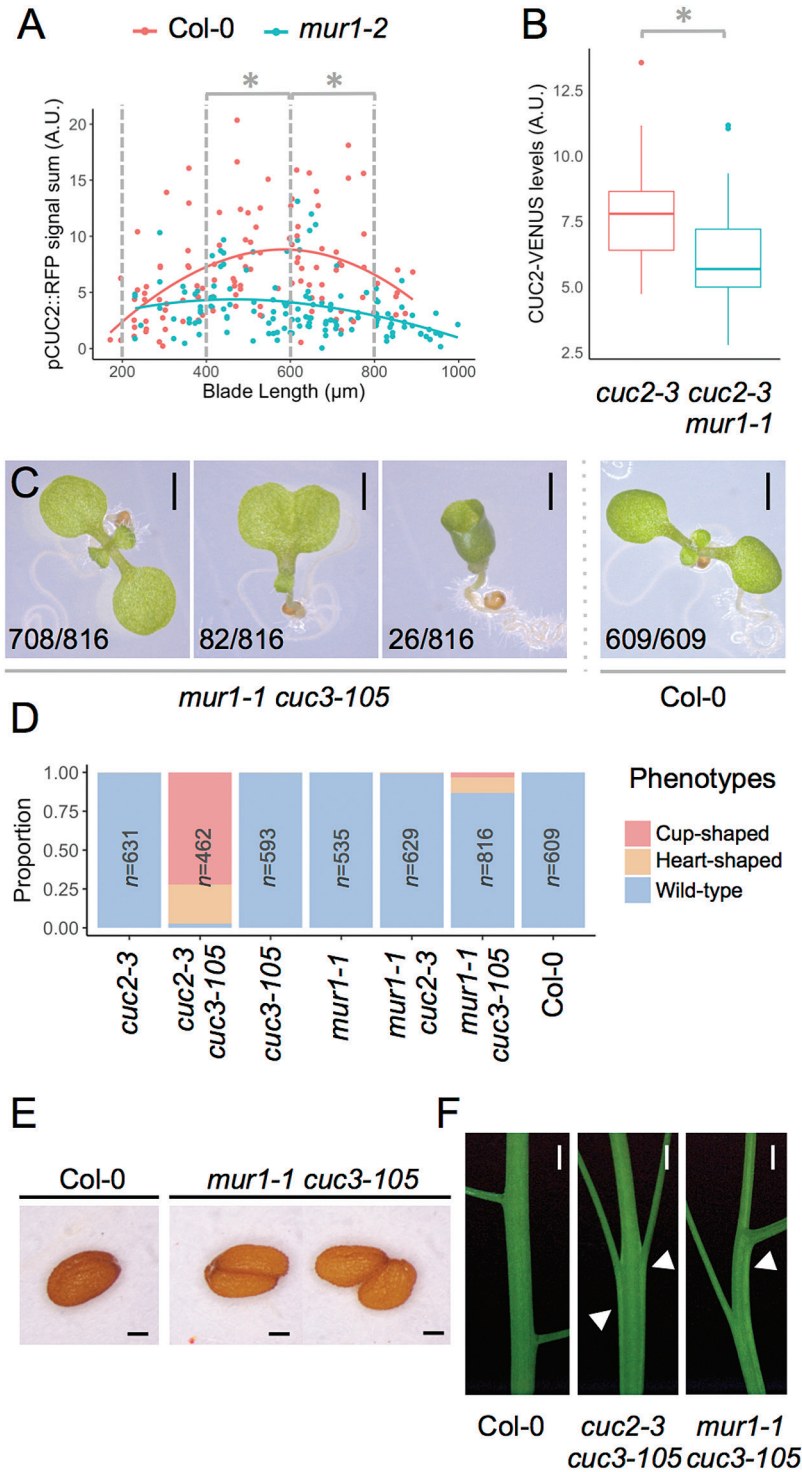 A
Col-0 mur1-2
pCUC2::RFP signal sum (A.U.)
20
15
10
5
0
* *
200 400 600 800 1000
Blade Length (µm)
B
*
CUC2-VENUS levels (A.U.)
12.5
10.0
7.5
5.0
2.5
cuc2-3 cuc2-3
mur1-1
C
708/816 82/816 26/816 609/609
mur1-1 cuc3-105 Col-0
D
Proportion
1.00
0.75
0.50
0.25
0.00
n=631 n=462 n=593 n=535 n=629 n=816 n=609
cuc2-3
cuc2-3
cuc3-105
cuc3-105
mur1-1
mur1-1
cuc2-3
mur1-1
cuc3-105
Col-0
Phenotypes
Cup-shaped
Heart-shaped
Wild-type
E
Col-0 mur1-1 cuc3-105
F
Col-0 cuc2-3 mur1-1
cuc3-105 cuc3-105